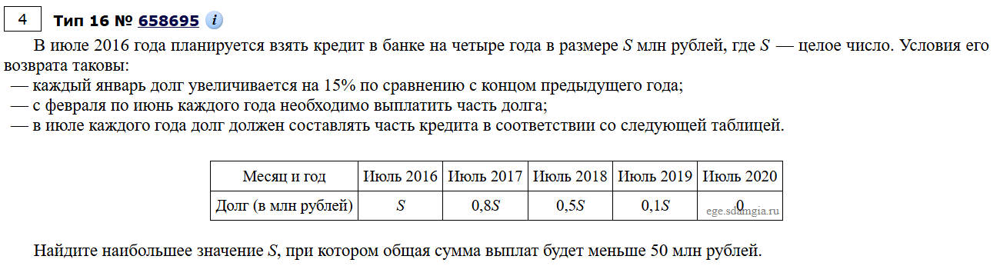 4 Тип 16 № 658695 i
В июле 2016 года планируется взять кредит в банке на четыре года в размере S млн рублей, где S — целое число. Условия его
возврата таковы:
— каждый январь долг увеличивается на 15% по сравнению с концом предыдущего года;
— с февраля по июнь каждого года необходимо выплатить часть долга;
— в июле каждого года долг должен составлять часть кредита в соответствии со следующей таблицей.
Месяц и год Июль 2016 Июль 2017 Июль 2018 Июль 2019 Июль 2020
Долг (в млн рублей) S 0,8S 0,5S 0,1S 0
ege.sdamgia.ru
Найдите наибольшее значение S, при котором общая сумма выплат будет меньше 50 млн рублей.